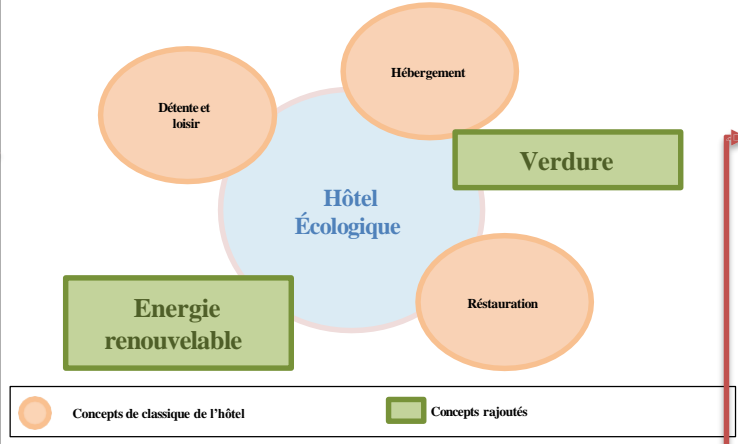 Hébergement
Détente et
loisir
Verdure
Hôtel
Écologique
Energie
renouvelable
Réstauration
Concepts de classique de l'hôtel
Concepts rajoutés